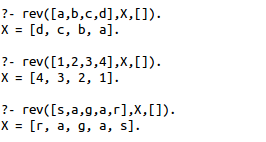 ?- rev([a,b,c,d],X,[]).
X = [d, c, b, a].
?- rev([1,2,3,4],X,[]).
X = [4, 3, 2, 1].
?- rev([s,a,g,a,r],X,[]).
X = [r, a, g, a, s].